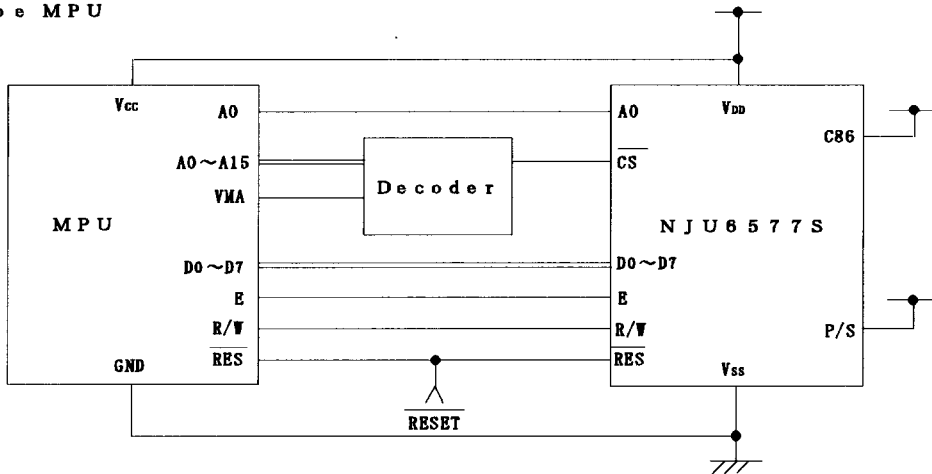 pe MPU
Vcc
A0
A0～A15
VMA
MPU
D0～D7
E
R/W
RES
GND
Decoder
RESET
VDD
A0
C86
CS
NJU6577S
D0～D7
E
R/W
P/S
RES
VSS